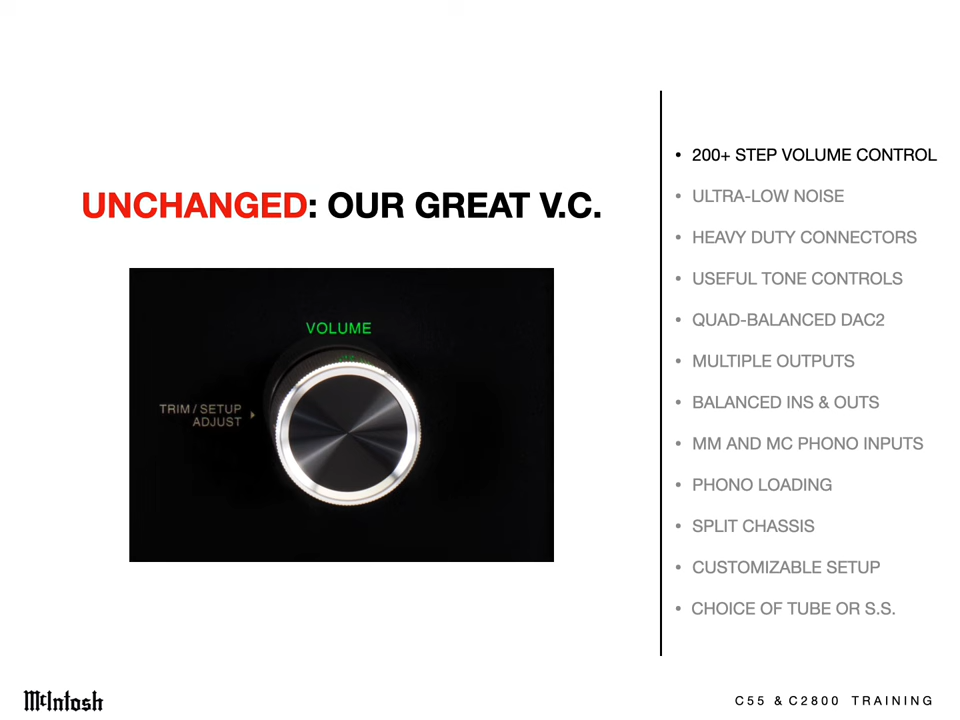 UNCHANGED: OUR GREAT V.C.
VOLUME
TRIM / SETUP
ADJUST
• 200+ STEP VOLUME CONTROL
• ULTRA-LOW NOISE
• HEAVY DUTY CONNECTORS
• USEFUL TONE CONTROLS
• QUAD-BALANCED DAC2
• MULTIPLE OUTPUTS
• BALANCED INS & OUTS
• MM AND MC PHONO INPUTS
• PHONO LOADING
• SPLIT CHASSIS
• CUSTOMIZABLE SETUP
• CHOICE OF TUBE OR S.S.
McIntosh
C55 & C2800 TRAINING